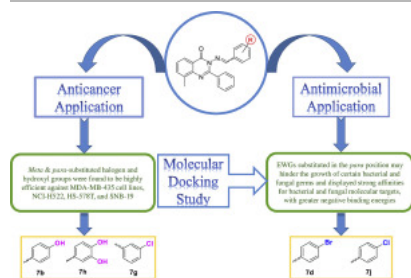 R
O
N
N
N
Anticancer
Application
Antimicrobial
Application
Meta & para-substituted halogen and
hydroxyl groups were found to be highly
efficient against MDA-MB-435 cell lines,
NCI-H522, HS-578T, and SNB-19
Molecular
Docking
Study
EWGs substituted in the para position may
hinder the growth of certain bacterial
and fungal germs and displayed strong affinities
for bacterial and fungal molecular targets,
with greater negative binding energies
OH
OH
OH
Cl
Br
Cl
7b
7h
7g
7d
7j